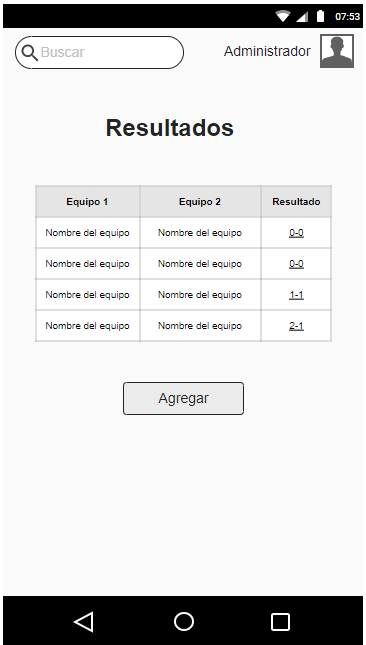 07:53
Buscar
Administrador
Resultados
Equipo 1 Equipo 2 Resultado
Nombre del equipo Nombre del equipo 0-0
Nombre del equipo Nombre del equipo 0-0
Nombre del equipo Nombre del equipo 1-1
Nombre del equipo Nombre del equipo 2-1
Agregar